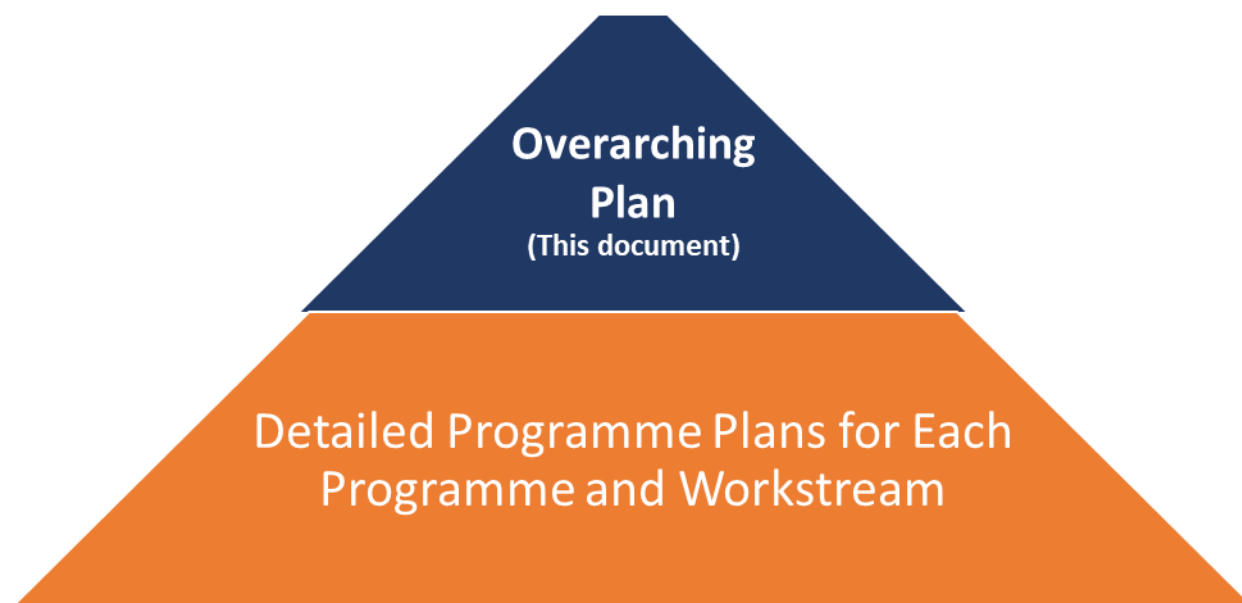 Overarching
Plan
(This document)
Detailed Programme Plans for Each
Programme and Workstream